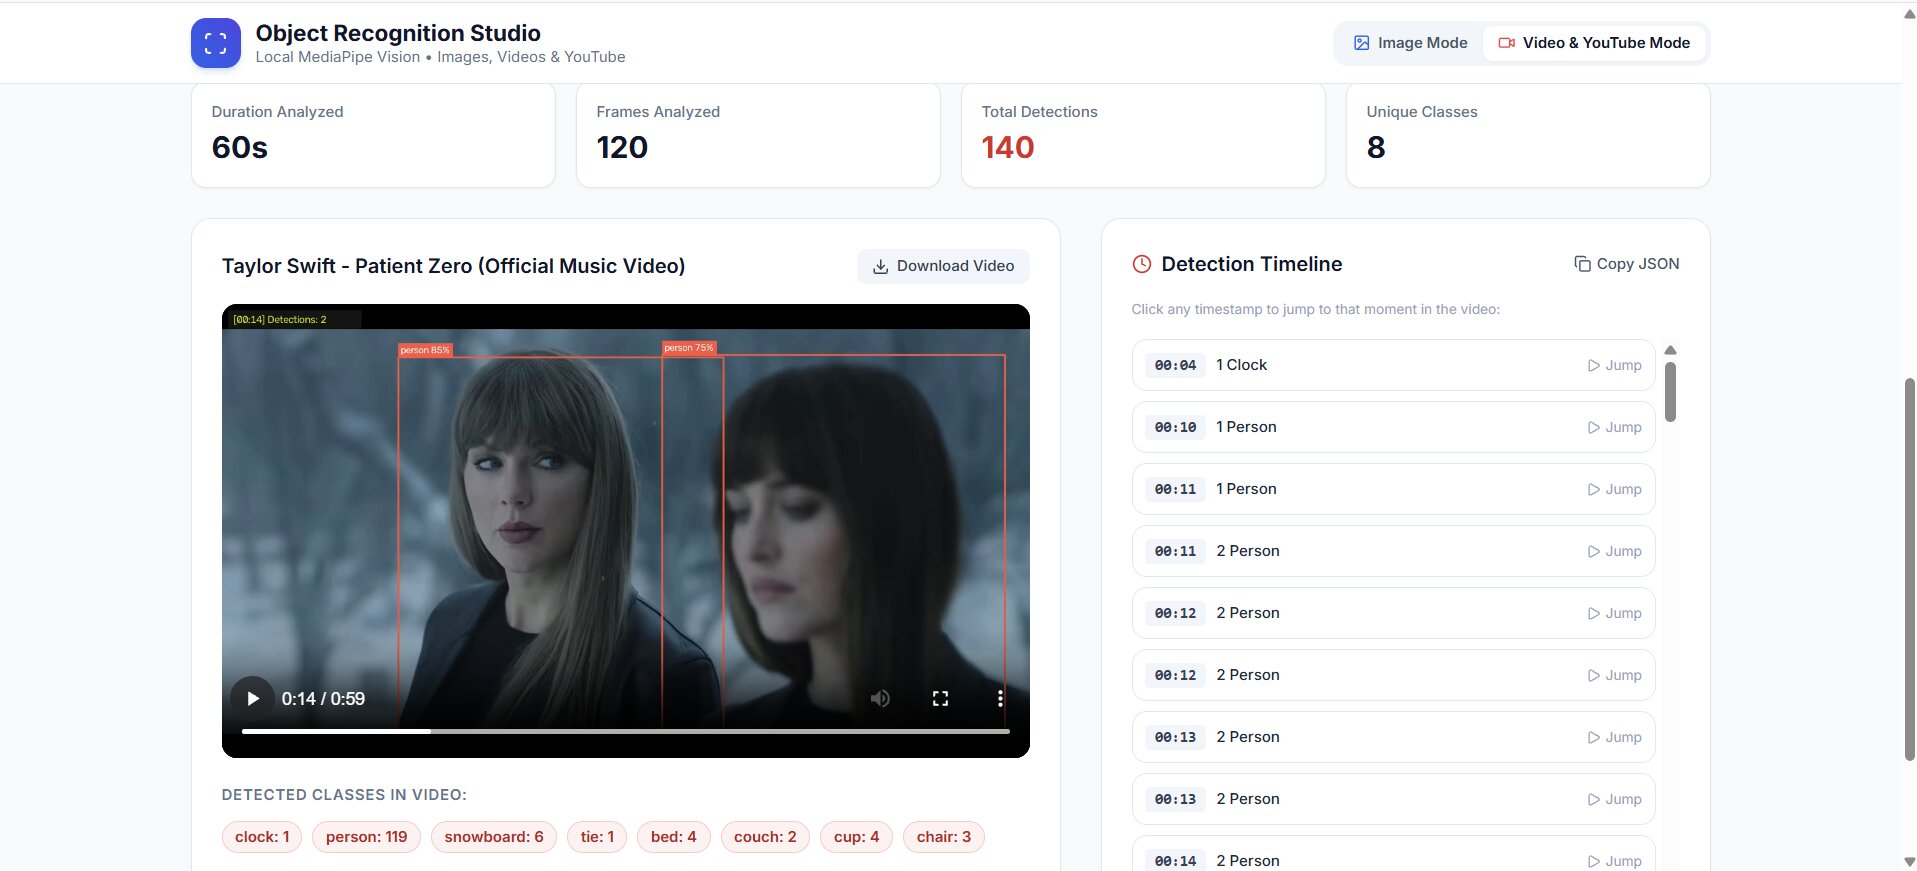 Object Recognition Studio
Local MediaPipe Vision • Images, Videos & YouTube
Image Mode
Video & YouTube Mode
Duration Analyzed
60s
Frames Analyzed
120
Total Detections
140
Unique Classes
8
Taylor Swift - Patient Zero (Official Music Video)
Download Video
[00:14] Detections: 2
person 85%
person 75%
0:14 / 0:59
DETECTED CLASSES IN VIDEO:
clock: 1
person: 119
snowboard: 6
tie: 1
bed: 4
couch: 2
cup: 4
chair: 3
Detection Timeline
Copy JSON
Click any timestamp to jump to that moment in the video:
00:04 1 Clock Jump
00:10 1 Person Jump
00:11 1 Person Jump
00:11 2 Person Jump
00:12 2 Person Jump
00:12 2 Person Jump
00:13 2 Person Jump
00:13 2 Person Jump
00:14 2 Person Jump